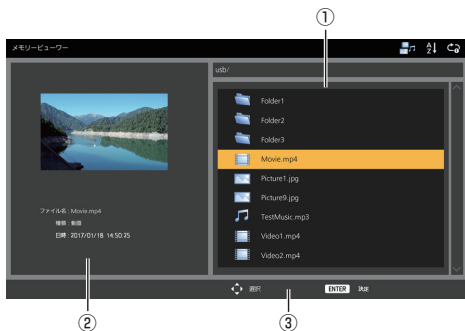 ①
メモリービューワー
usb/
Folder1
Folder2
Folder3
Movie.mp4
Picture1.jpg
Picture9.jpg
TestMusic.mp3
Video1.mp4
Video2.mp4
ファイル名 : Movie.mp4
種類 : 動画
日時 : 2017/01/18 14:50:25
選択
ENTER 決定
② ③